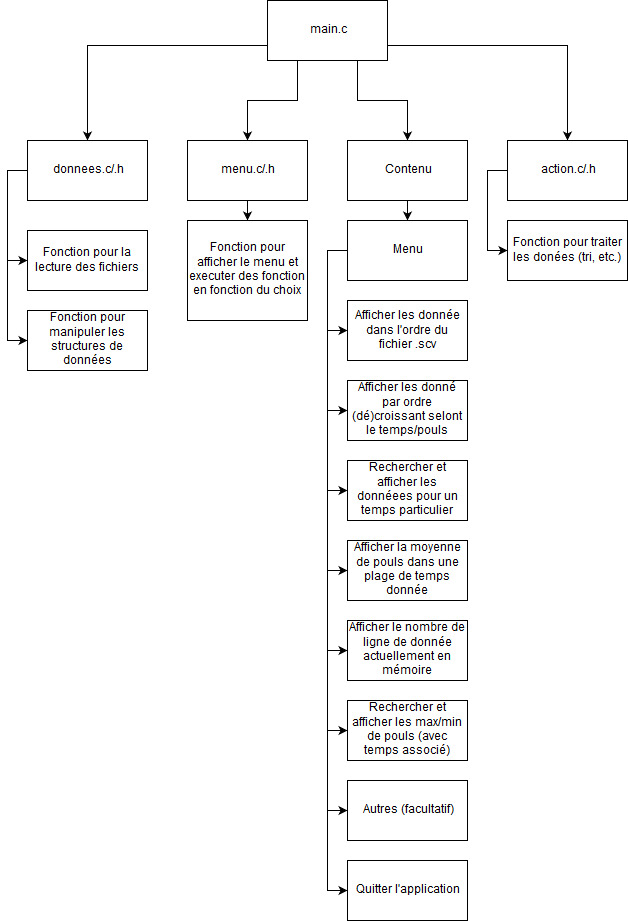 main.c
donnees.c/.h
menu.c/.h
Contenu
action.c/.h
Fonction pour la
lecture des fichiers
Fonction pour
manipuler les
structures de
données
Fonction pour
afficher le menu et
executer des fonction
en fonction du choix
Menu
Afficher les donnée
dans l'ordre du
fichier .scv
Afficher les donné
par ordre
(dé)croissant selont
le temps/pouls
Rechercher et
afficher les
donnéees pour un
temps particulier
Afficher la moyenne
de pouls dans une
plage de temps
donnée
Afficher le nombre de
ligne de donnée
actuellement en
mémoire
Rechercher et
afficher les max/min
de pouls (avec
temps associé)
Autres (facultatif)
Quitter l'application
Fonction pour traiter
les donées (tri, etc.)